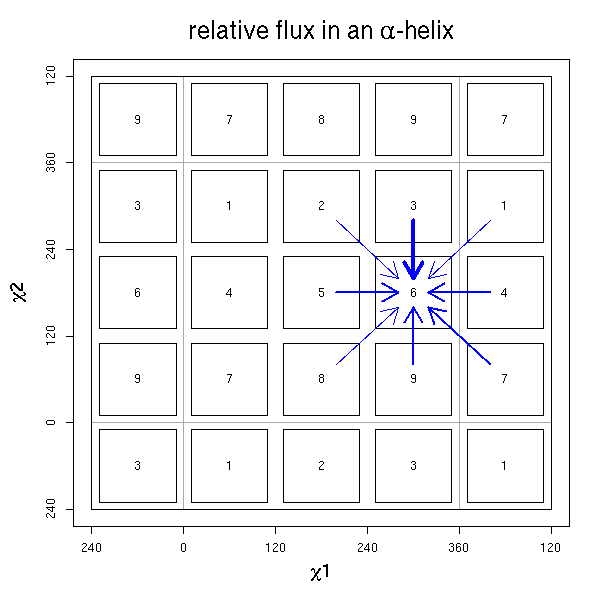 relative flux in an α-helix
120
9 7 8 9 7
360
3 1 2 3 1
240
6 4 5 6 4
χ2
120
9 7 8 9 7
0
3 1 2 3 1
240
240 0 120 240 360 120
χ1